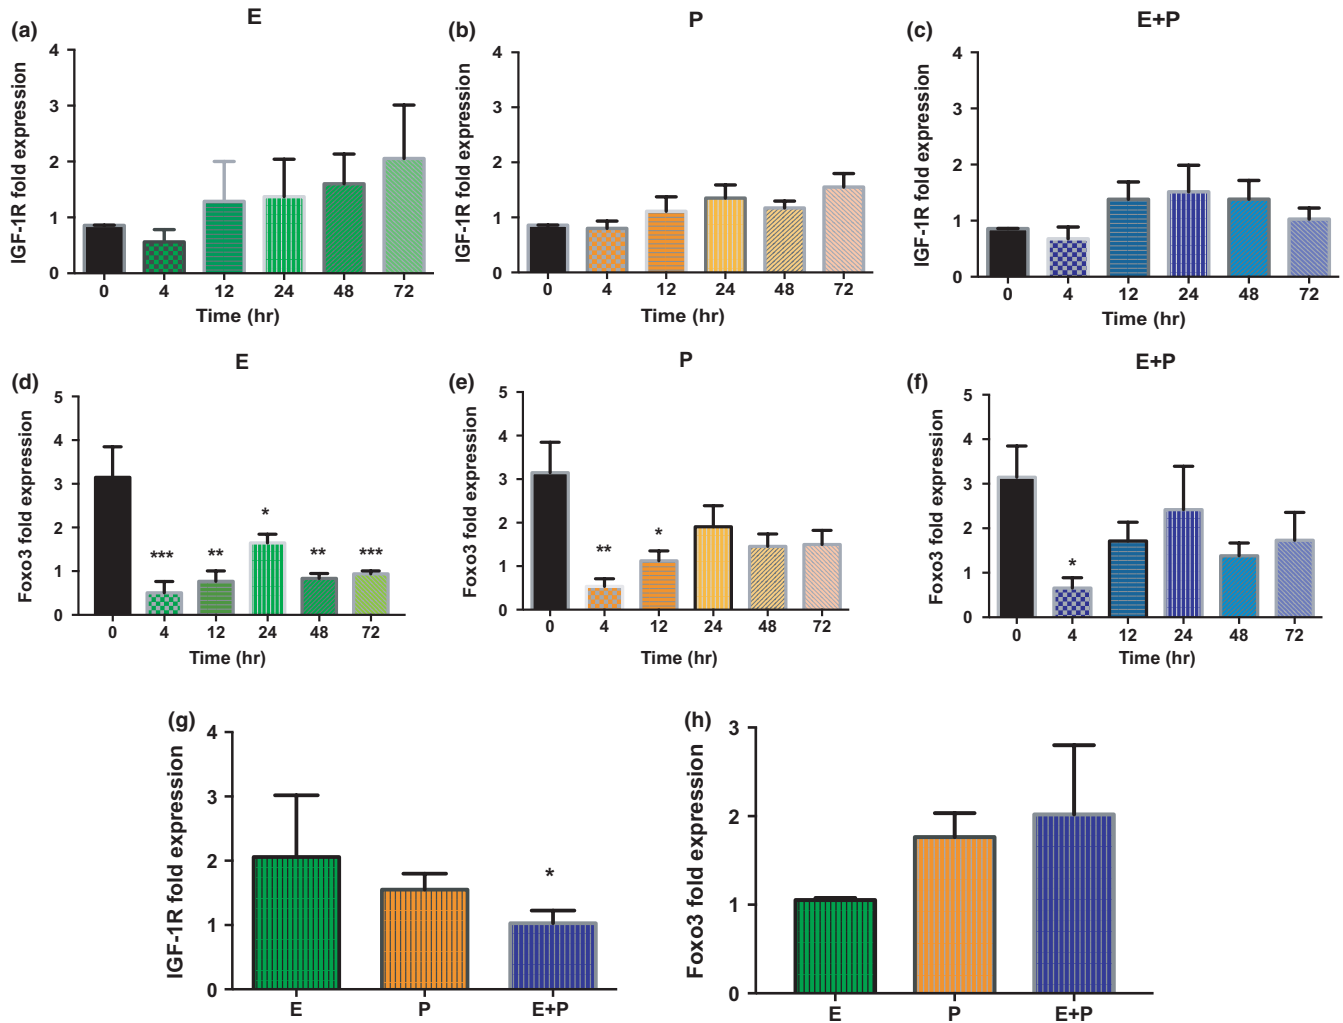 E
P
E+P
(a)
(b)
(c)
IGF-1R fold expression
4
3
2
1
0
0 4 12 24 48 72
Time (hr)
IGF-1R fold expression
4
3
2
1
0
0 4 12 24 48 72
Time (hr)
IGF-1R fold expression
4
3
2
1
0
0 4 12 24 48 72
Time (hr)
E
P
E+P
(d)
(e)
(f)
Foxo3 fold expression
5
4
3
2
1
0
*** ** * ** ***
0 4 12 24 48 72
Time (hr)
Foxo3 fold expression
5
4
3
2
1
0
** *
0 4 12 24 48 72
Time (hr)
Foxo3 fold expression
5
4
3
2
1
0
*
0 4 12 24 48 72
Time (hr)
(g)
IGF-1R fold expression
4
3
2
1
0
*
E P E+P
(h)
Foxo3 fold expression
3
2
1
0
E P E+P